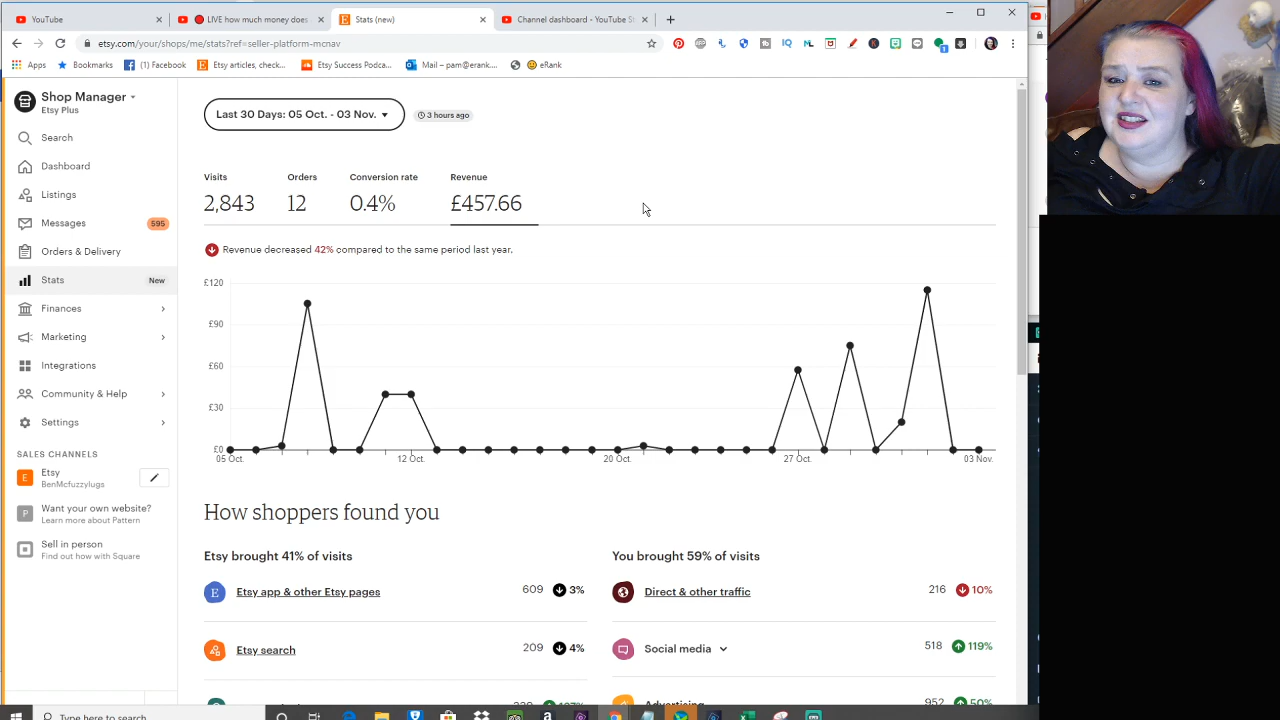 YouTube
LIVE how much money does
Stats (new)
Channel dashboard - YouTube St
etsy.com/your/shops/me/stats?ref=seller-platform-mcnav
Apps
Bookmarks
(1) Facebook
Etsy articles, check...
Etsy Success Podca...
Mail – pam@erank....
eRank
Shop Manager
Etsy Plus
Search
Dashboard
Listings
Messages 595
Orders & Delivery
Stats New
Finances
Marketing
Integrations
Community & Help
Settings
SALES CHANNELS
Etsy
BenMcfuzzylugs
Want your own website?
Learn more about Pattern
Sell in person
Find out how with Square
Last 30 Days: 05 Oct. - 03 Nov.
3 hours ago
Visits Orders Conversion rate Revenue
2,843 12 0.4% £457.66
Revenue decreased 42% compared to the same period last year.
£120
£90
£60
£30
£0
05 Oct. 12 Oct. 20 Oct. 27 Oct. 03 Nov.
How shoppers found you
Etsy brought 41% of visits
Etsy app & other Etsy pages 609 3%
Etsy search 209 4%
You brought 59% of visits
Direct & other traffic 216 10%
Social media 518 119%
Advertising 952 50%
Type here to search